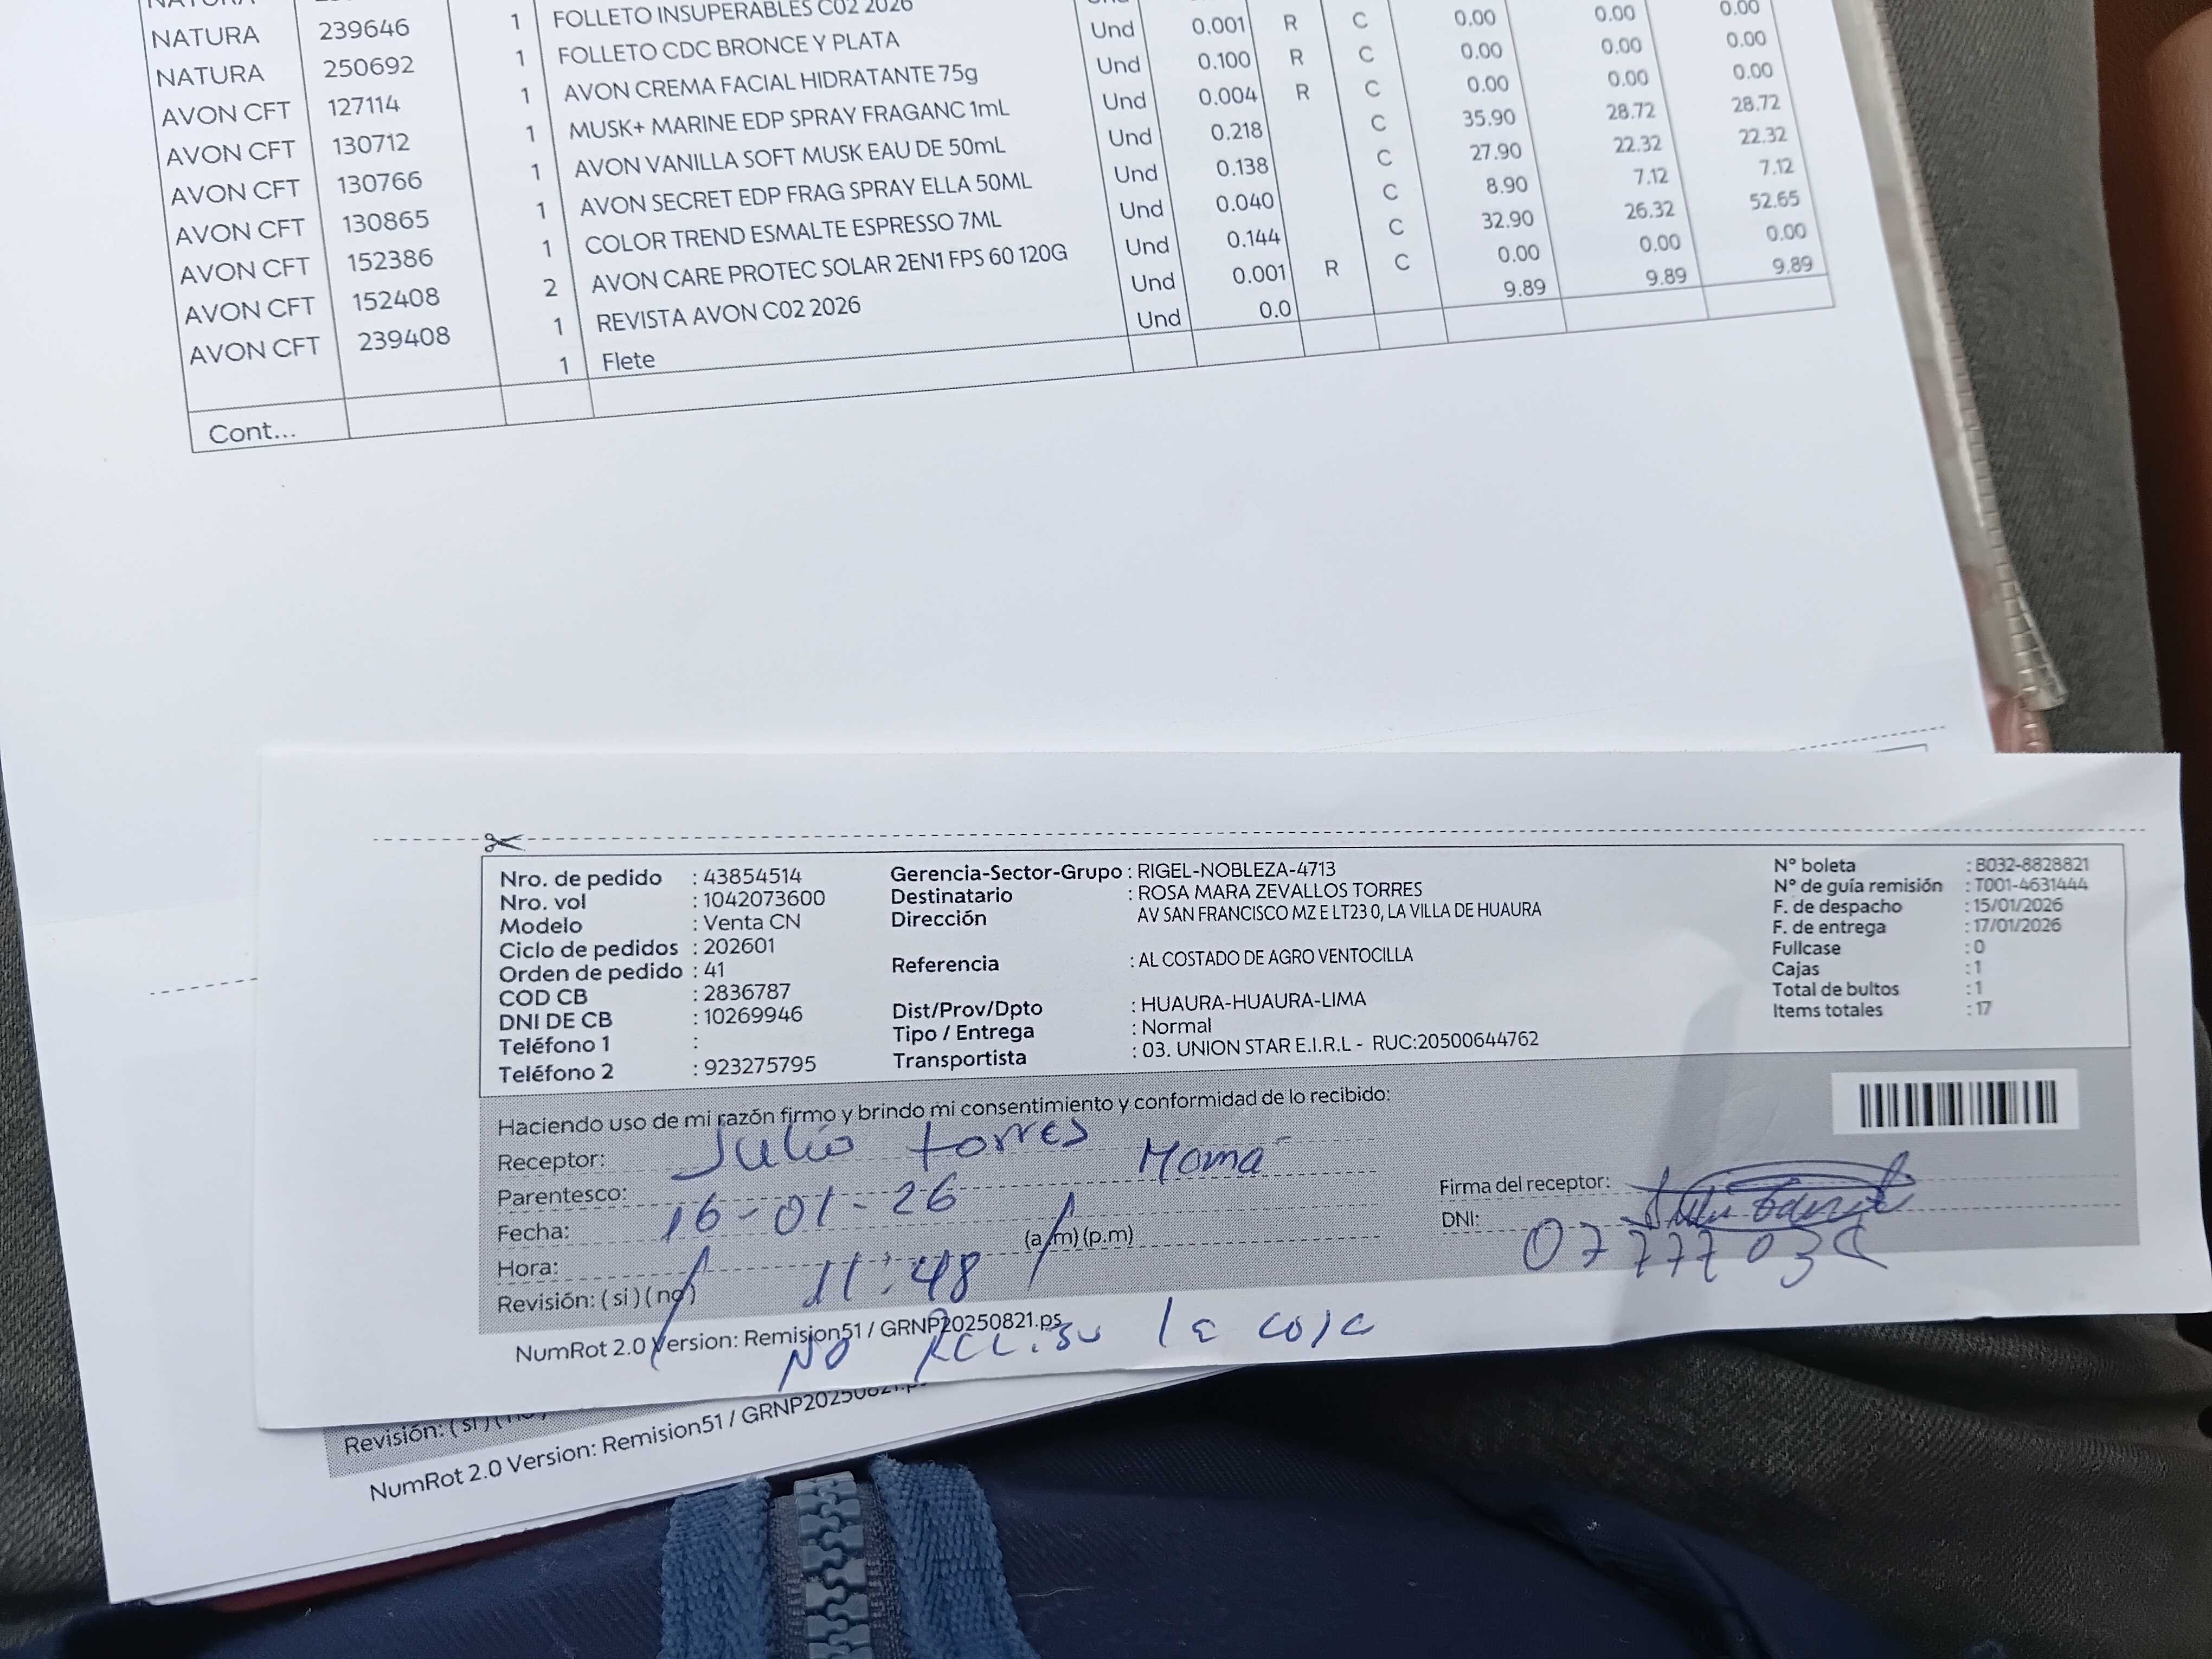 NATURA 239646 1 FOLLETO INSUPERABLES C02 2026 Und 0.001 R C 0.00 0.00 0.00
NATURA 250692 1 FOLLETO CDC BRONCE Y PLATA Und 0.100 R C 0.00 0.00 0.00
AVON CFT 127114 1 AVON CREMA FACIAL HIDRATANTE 75g Und 0.004 R C 0.00 0.00 0.00
AVON CFT 130712 1 MUSK+ MARINE EDP SPRAY FRAGANC 1mL Und 0.218 C 35.90 28.72 28.72
AVON CFT 130766 1 AVON VANILLA SOFT MUSK EAU DE 50mL Und 0.138 C 27.90 22.32 22.32
AVON CFT 130865 1 AVON SECRET EDP FRAG SPRAY ELLA 50ML Und 0.040 C 8.90 7.12 7.12
AVON CFT 152386 1 COLOR TREND ESMALTE ESPRESSO 7ML Und 0.144 C 32.90 26.32 52.65
AVON CFT 152408 2 AVON CARE PROTEC SOLAR 2EN1 FPS 60 120G Und 0.001 R C 0.00 0.00 0.00
AVON CFT 239408 1 REVISTA AVON C02 2026 Und 0.0 9.89 9.89 9.89
1 Flete
Cont...
Nro. de pedido : 43854514 Gerencia-Sector-Grupo : RIGEL-NOBLEZA-4713 N° boleta : B032-8828821
Nro. vol : 1042073600 Destinatario : ROSA MARA ZEVALLOS TORRES N° de guía remisión : T001-4631444
Modelo : Venta CN Dirección AV SAN FRANCISCO MZ E LT23 0, LA VILLA DE HUAURA F. de despacho : 15/01/2026
Ciclo de pedidos : 202601 F. de entrega : 17/01/2026
Orden de pedido : 41 Referencia : AL COSTADO DE AGRO VENTOCILLA Fullcase : 0
COD CB : 2836787 Cajas : 1
DNI DE CB : 10269946 Dist/Prov/Dpto : HUAURA-HUAURA-LIMA Total de bultos : 1
Teléfono 1 : Tipo / Entrega : Normal Items totales : 17
Teléfono 2 : 923275795 Transportista : 03. UNION STAR E.I.R.L - RUC:20500644762
Haciendo uso de mi razón firmo y brindo mi consentimiento y conformidad de lo recibido:
Receptor: Julio torres
Parentesco: Moma Firma del receptor:
Fecha: 16-01-26 DNI:
Hora: 11:48 (a.m) (p.m)
Revisión: ( si ) ( no )
NumRot 2.0 Version: Remision51 / GRNP20250821.ps
No la
Revisión: ( si ) ( no )
NumRot 2.0 Version: Remision51 / GRNP20250821.ps